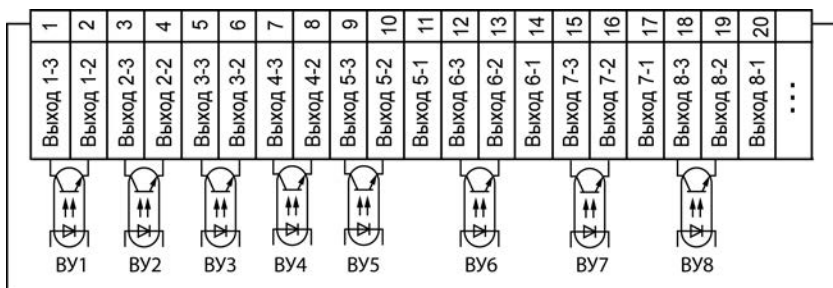 1 2 3 4 5 6 7 8 9 10 11 12 13 14 15 16 17 18 19 20
Выход 1-3 Выход 1-2 Выход 2-3 Выход 2-2 Выход 3-3 Выход 3-2 Выход 4-3 Выход 4-2 Выход 5-3 Выход 5-2 Выход 5-1 Выход 6-3 Выход 6-2 Выход 6-1 Выход 7-3 Выход 7-2 Выход 7-1 Выход 8-3 Выход 8-2 Выход 8-1 ...
ВУ1 ВУ2 ВУ3 ВУ4 ВУ5 ВУ6 ВУ7 ВУ8